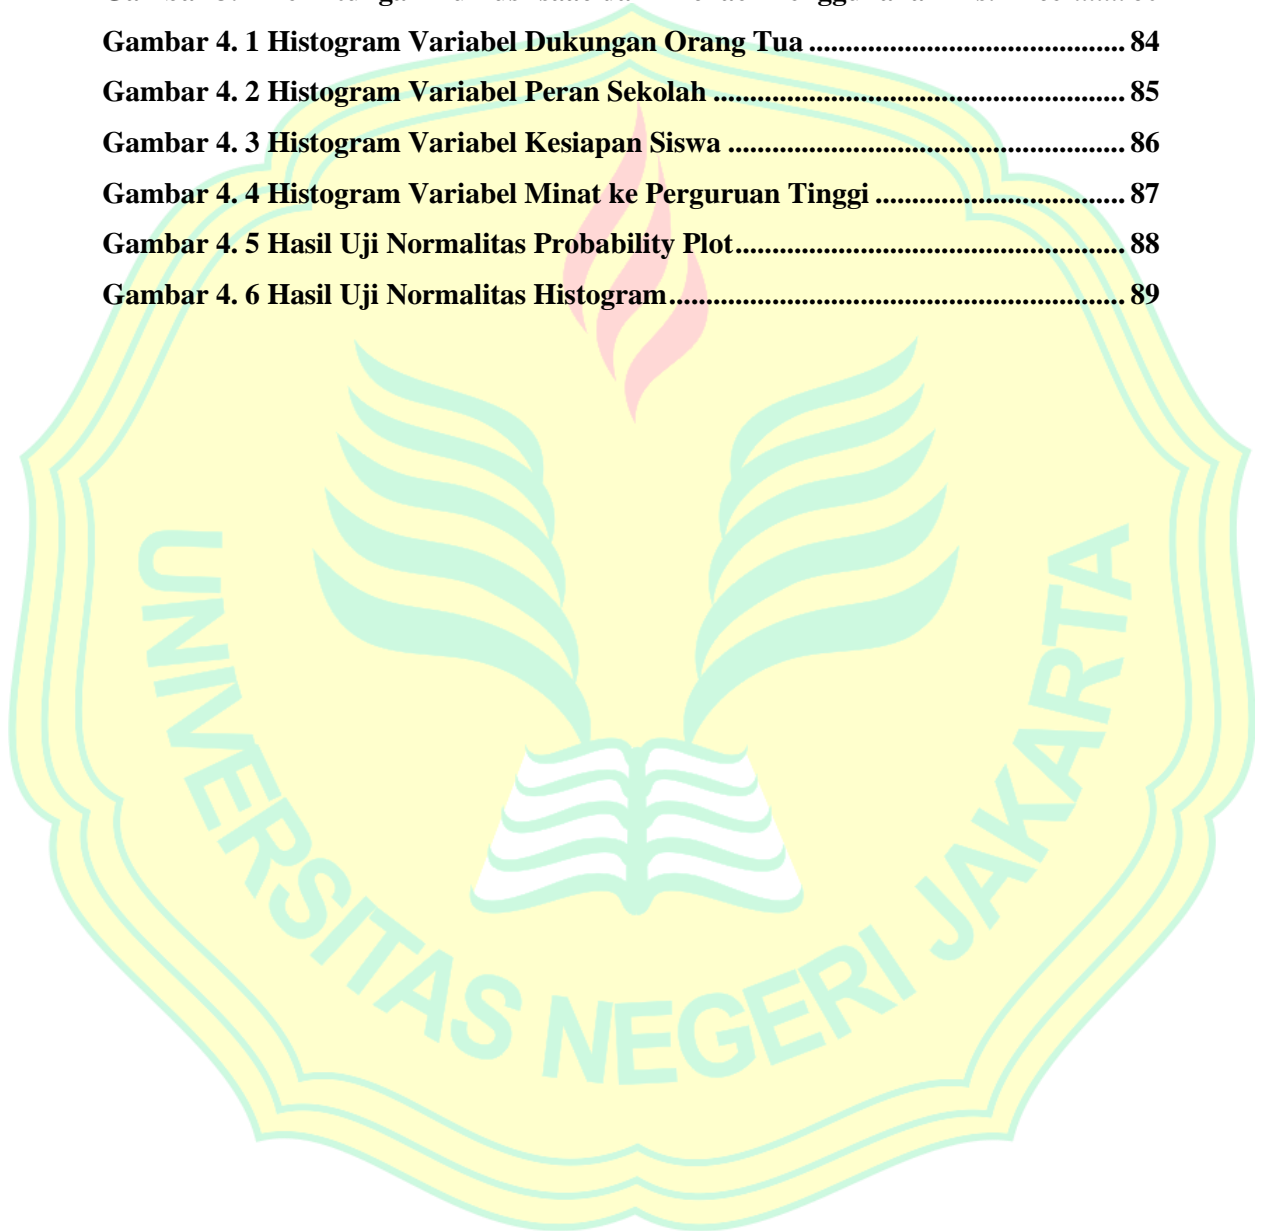 Gambar 4. 1 Histogram Variabel Dukungan Orang Tua ........................................... 84
Gambar 4. 2 Histogram Variabel Peran Sekolah ........................................................ 85
Gambar 4. 3 Histogram Variabel Kesiapan Siswa ...................................................... 86
Gambar 4. 4 Histogram Variabel Minat ke Perguruan Tinggi .................................. 87
Gambar 4. 5 Hasil Uji Normalitas Probability Plot ..................................................... 88
Gambar 4. 6 Hasil Uji Normalitas Histogram .............................................................. 89
UNIVERSITAS NEGERI JAKARTA